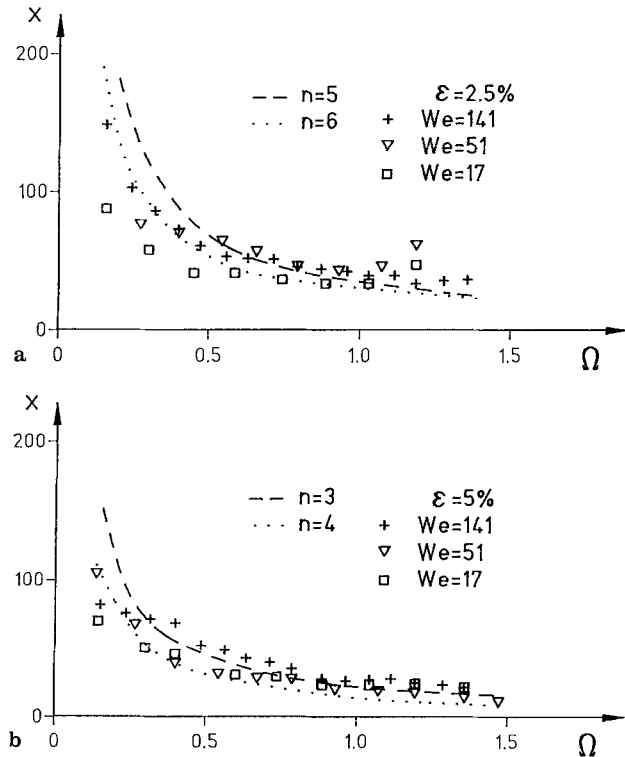 X
200
100
0
n=5 ε=2.5%
n=6 + We=141
▽ We=51
□ We=17
a 0 0.5 1.0 1.5 Ω
X
200
100
0
n=3 ε=5%
n=4 + We=141
▽ We=51
□ We=17
b 0 0.5 1.0 1.5 Ω